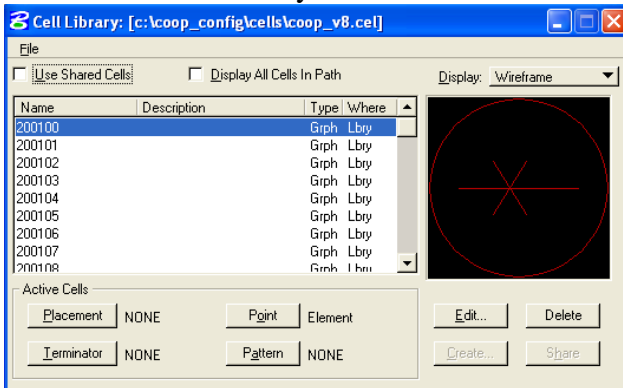 Cell Library: [c:\coop_config\cells\coop_v8.cel]
File
Use Shared Cells Display All Cells In Path Display: Wireframe
Name Description Type Where
200100 Grph Lbry
200101 Grph Lbry
200102 Grph Lbry
200103 Grph Lbry
200104 Grph Lbry
200105 Grph Lbry
200106 Grph Lbry
200107 Grph Lbry
200108 Grph Lbry
Active Cells
Placement NONE Point Element Edit... Delete
Terminator NONE Pattern NONE Create... Share